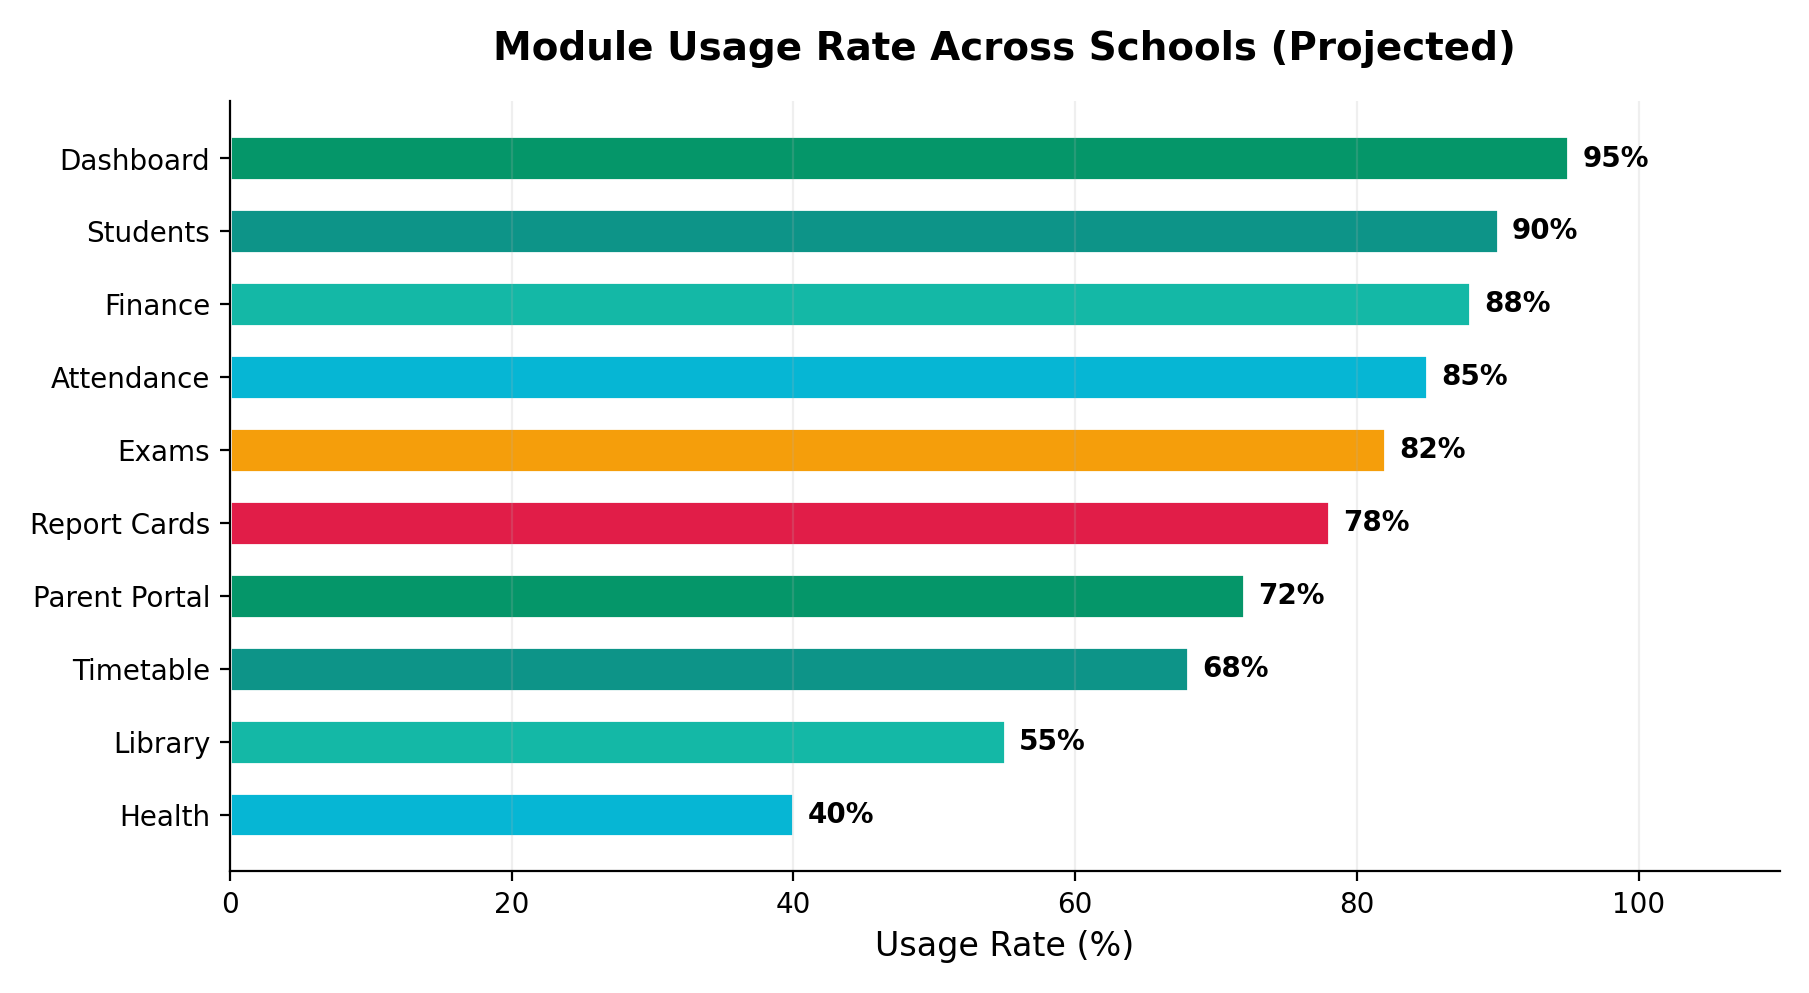 Module Usage Rate Across Schools (Projected)
Dashboard 95%
Students 90%
Finance 88%
Attendance 85%
Exams 82%
Report Cards 78%
Parent Portal 72%
Timetable 68%
Library 55%
Health 40%
0 20 40 60 80 100
Usage Rate (%)